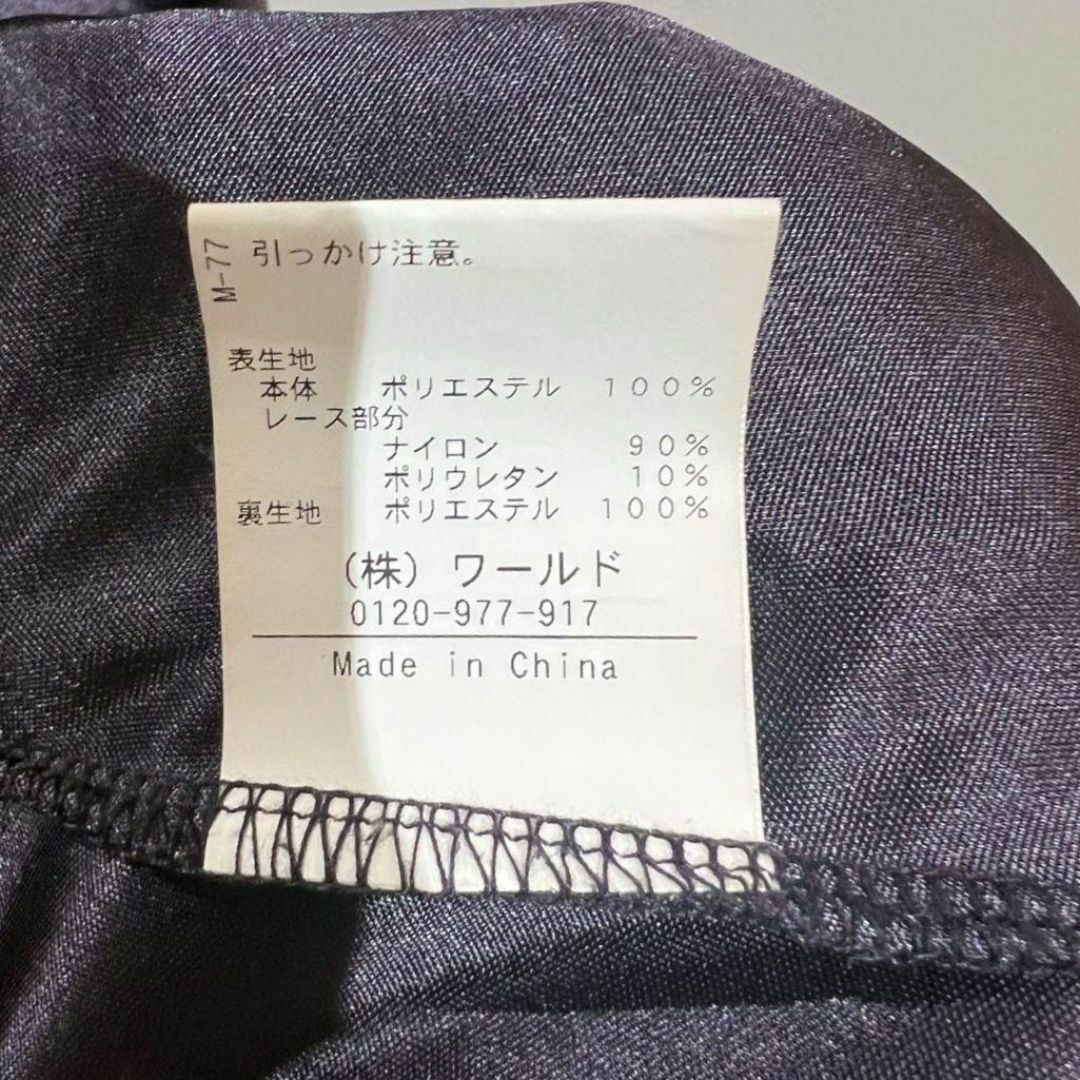 M-77
引っかけ注意。
表生地
本体 ポリエステル 100%
レース部分
ナイロン 90%
ポリウレタン 10%
裏生地 ポリエステル 100%
(株) ワールド
0120-977-917
Made in China